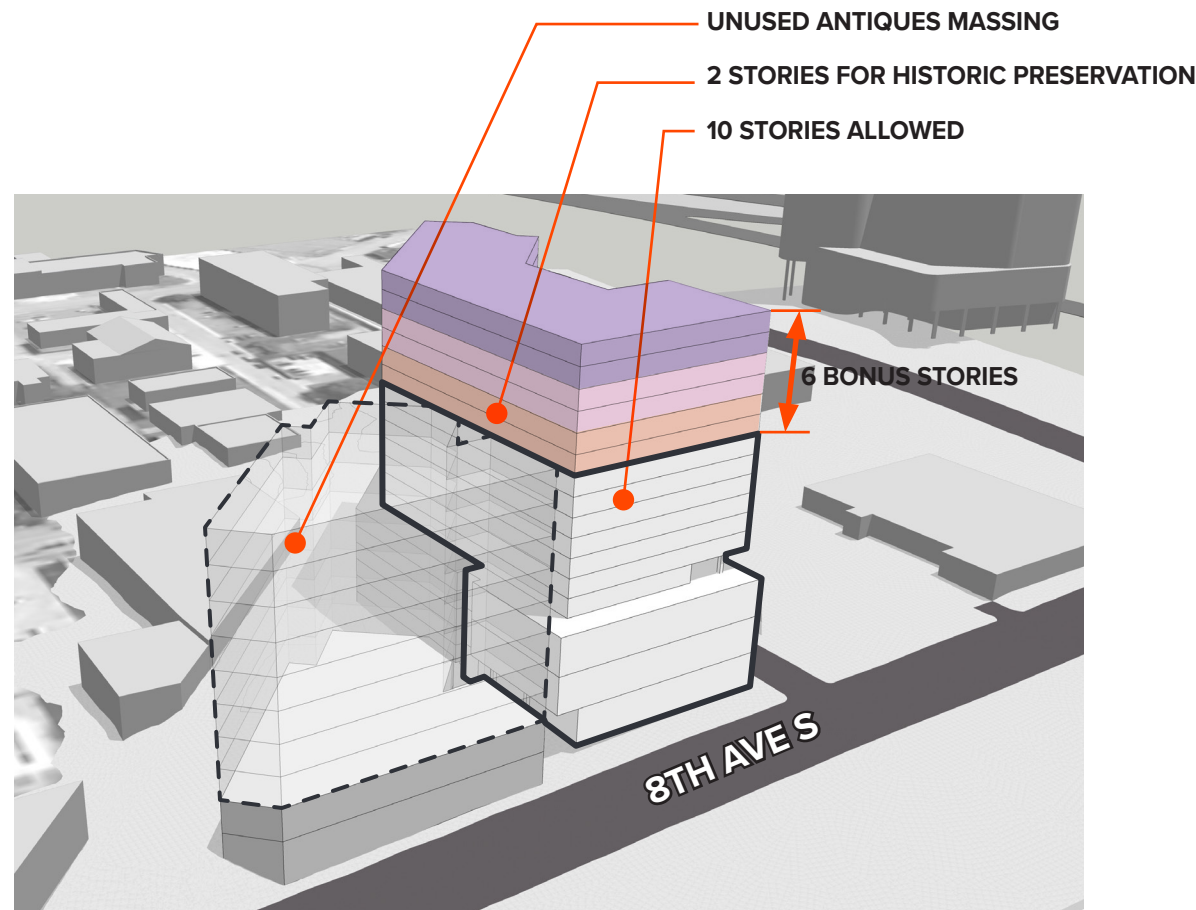 UNUSED ANTIQUES MASSING
2 STORIES FOR HISTORIC PRESERVATION
10 STORIES ALLOWED
6 BONUS STORIES
8TH AVE S